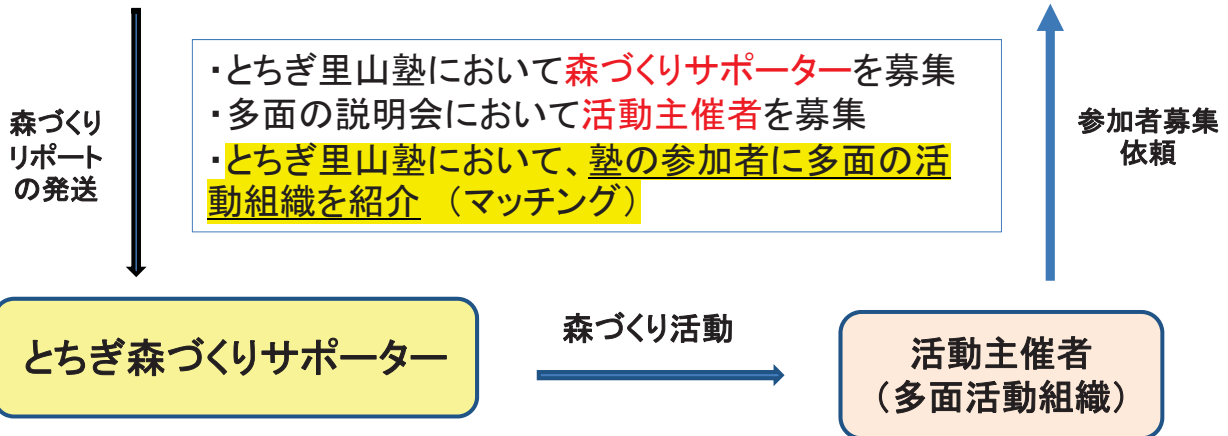 ・とちぎ里山塾において森づくりサポーターを募集
・多面の説明会において活動主催者を募集
・とちぎ里山塾において、塾の参加者に多面の活
動組織を紹介 （マッチング）
森づくり
リポート
の発送
参加者募集
依頼
とちぎ森づくりサポーター
森づくり活動
活動主催者
（多面活動組織）